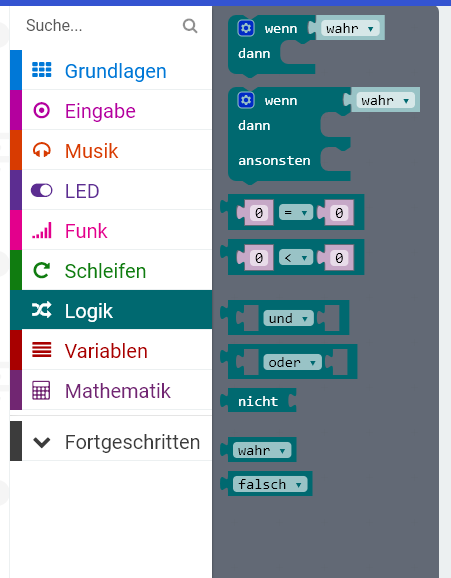 Suche...
Grundlagen
Eingabe
Musik
LED
Funk
Schleifen
Logik
Variablen
Mathematik
Fortgeschritten
wenn wahr
dann
wenn wahr
dann
ansonsten
0 = 0
0 < 0
und
oder
nicht
wahr
falsch